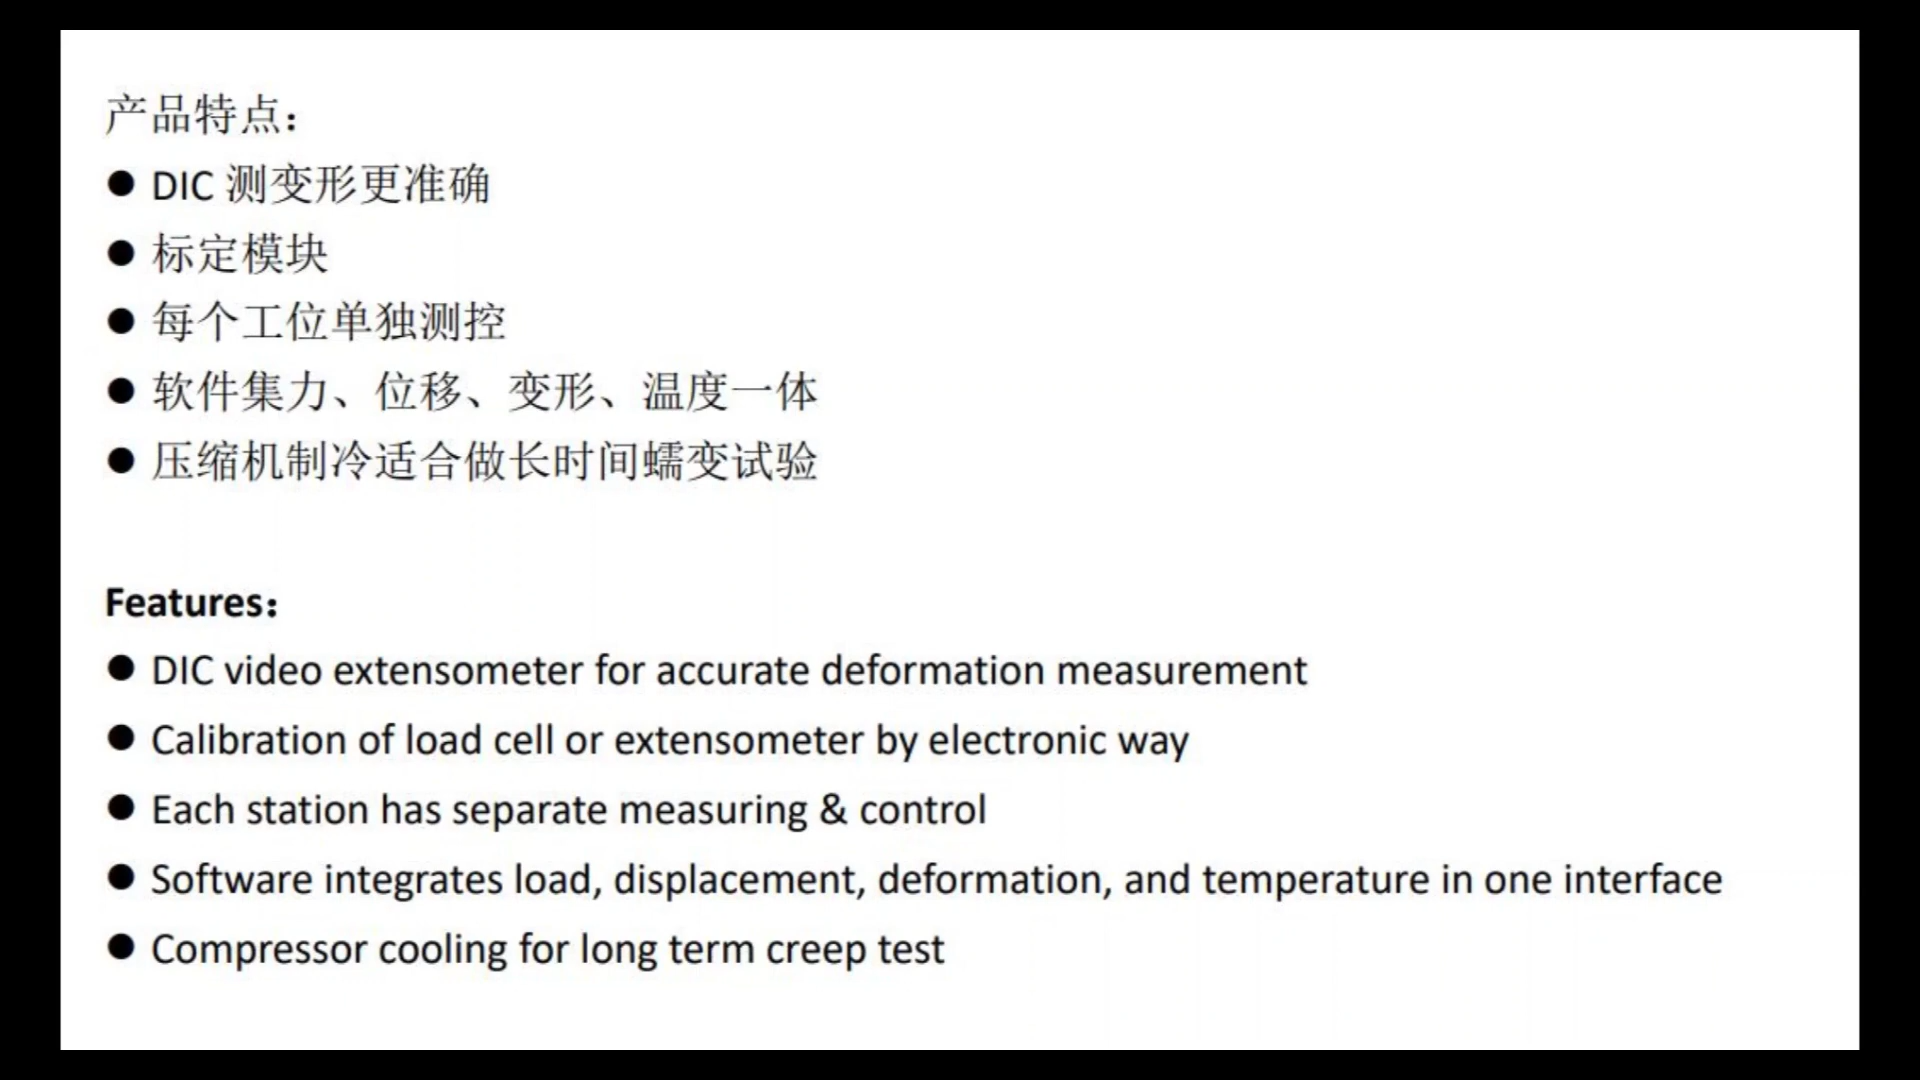 产品特点：
● DIC 测变形更准确
● 标定模块
● 每个工位单独测控
● 软件集力、位移、变形、温度一体
● 压缩机制冷适合做长时间蠕变试验
Features：
● DIC video extensometer for accurate deformation measurement
● Calibration of load cell or extensometer by electronic way
● Each station has separate measuring & control
● Software integrates load, displacement, deformation, and temperature in one interface
● Compressor cooling for long term creep test